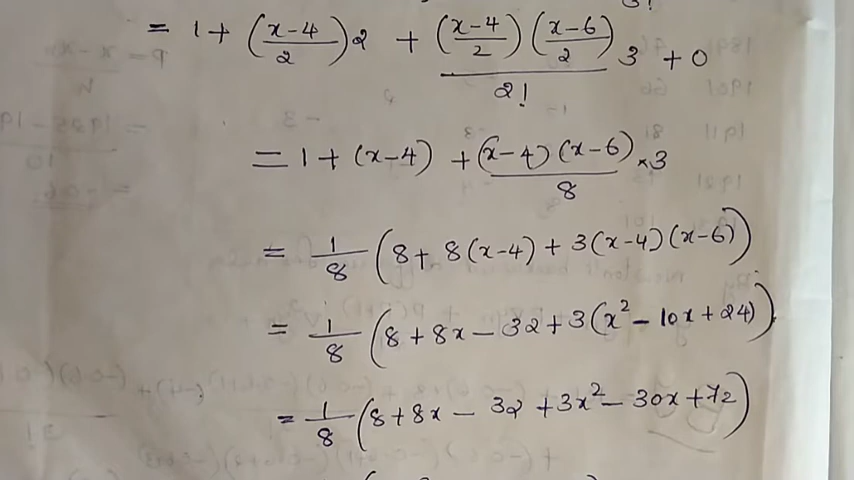 = 1 + (x-4/2)2 + (x-4/2)(x-6/2)/2! 3 + 0
= 1 + (x-4) + (x-4)(x-6)/8 × 3
= 1/8 (8 + 8(x-4) + 3(x-4)(x-6))
= 1/8 (8 + 8x - 32 + 3(x² - 10x + 24))
= 1/8 (8 + 8x - 32 + 3x² - 30x + 72)